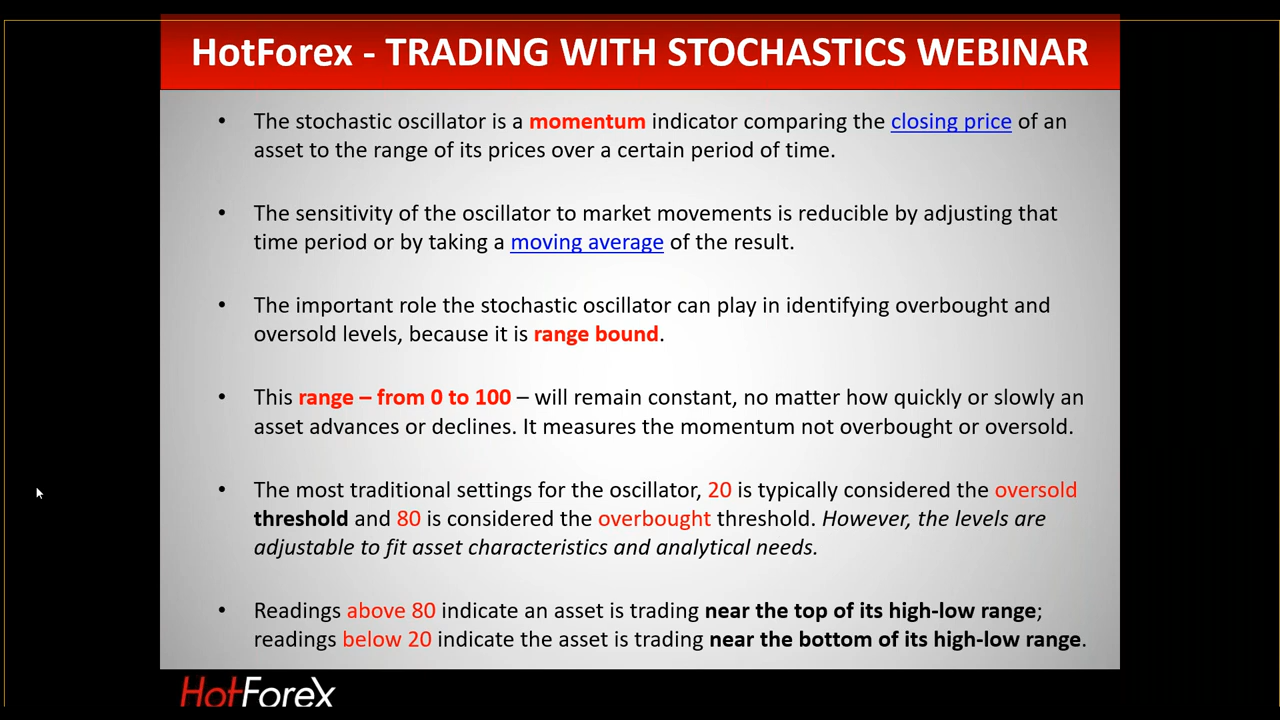 HotForex - TRADING WITH STOCHASTICS WEBINAR
• The stochastic oscillator is a momentum indicator comparing the closing price of an
asset to the range of its prices over a certain period of time.
• The sensitivity of the oscillator to market movements is reducible by adjusting that
time period or by taking a moving average of the result.
• The important role the stochastic oscillator can play in identifying overbought and
oversold levels, because it is range bound.
• This range – from 0 to 100 – will remain constant, no matter how quickly or slowly an
asset advances or declines. It measures the momentum not overbought or oversold.
• The most traditional settings for the oscillator, 20 is typically considered the oversold
threshold and 80 is considered the overbought threshold. However, the levels are
adjustable to fit asset characteristics and analytical needs.
• Readings above 80 indicate an asset is trading near the top of its high-low range;
readings below 20 indicate the asset is trading near the bottom of its high-low range.
HotForex